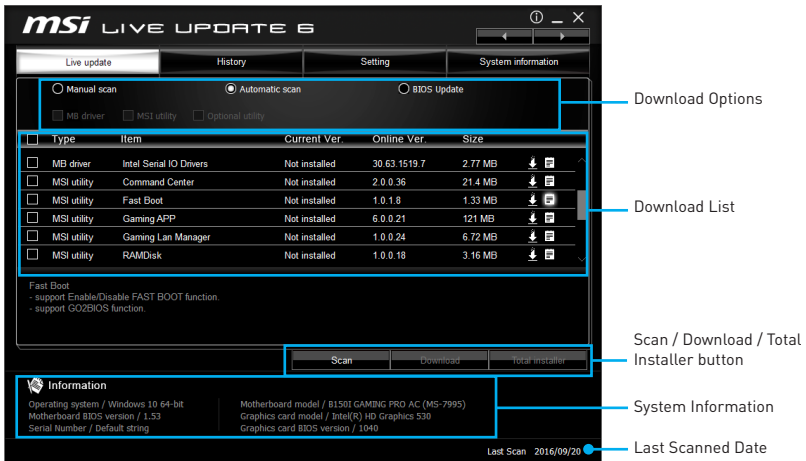 msi LIVE UPDATE 6
Live update History Setting System information
Manual scan Automatic scan BIOS Update
MB driver MSI utility Optional utility
Download Options
Type Item Current Ver. Online Ver. Size
MB driver Intel Serial IO Drivers Not installed 30.63.1519.7 2.77 MB
MSI utility Command Center Not installed 2.0.0.36 21.4 MB
MSI utility Fast Boot Not installed 1.0.1.8 1.33 MB
Download List
MSI utility Gaming APP Not installed 6.0.0.21 121 MB
MSI utility Gaming Lan Manager Not installed 1.0.0.24 6.72 MB
MSI utility RAMDisk Not installed 1.0.0.18 3.16 MB
Fast Boot
- support Enable/Disable FAST BOOT function.
- support GO2BIOS function.
Scan Download Total installer
Scan / Download / Total
Installer button
Information
Operating system / Windows 10 64-bit Motherboard model / B150I GAMING PRO AC (MS-7995)
Motherboard BIOS version / 1.53 Graphics card model / Intel(R) HD Graphics 530
Serial Number / Default string Graphics card BIOS version / 1040
System Information
Last Scan 2016/09/20
Last Scanned Date